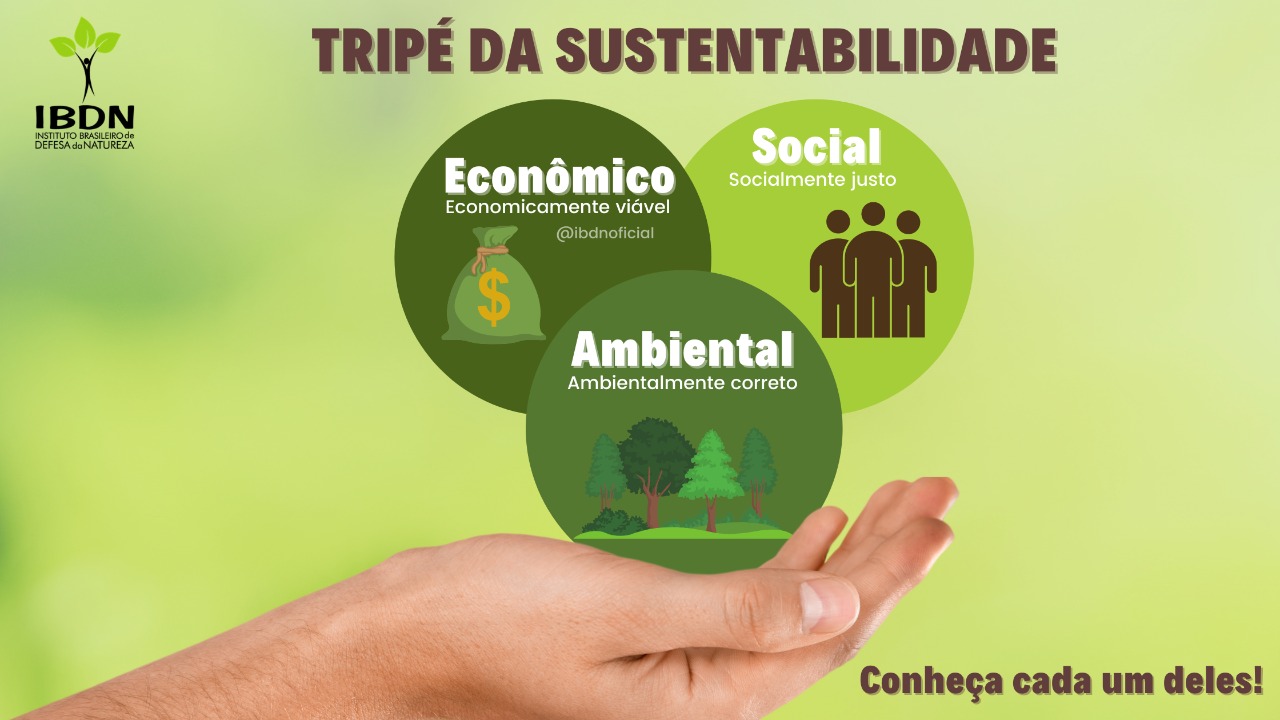 TRIPÉ DA SUSTENTABILIDADE
IBDN
INSTITUTO BRASILEIRO de
DEFESA da NATUREZA
Econômico
Economicamente viável
@ibdnoficial
$
Social
Socialmente justo
Ambiental
Ambientalmente correto
Conheça cada um deles!